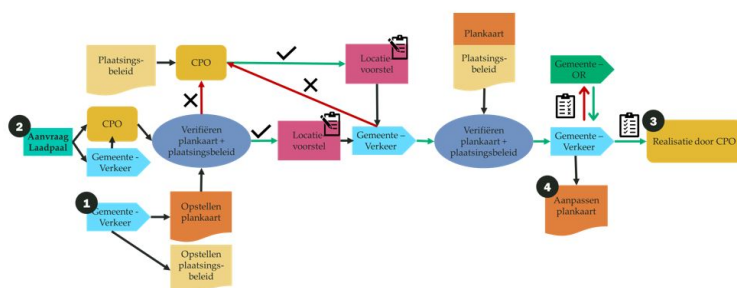 Plaatsings-
beleid
CPO
Locatie
voorstel
Plankaart
Plaatsings-
beleid
Gemeente –
OR
2
Aanvraag
Laadpaal
CPO
Gemeente -
Verkeer
Verifiëren
plankaart +
plaatsingsbeleid
Locatie
voorstel
Gemeente –
Verkeer
Verifiëren
plankaart +
plaatsingsbeleid
Gemeente –
Verkeer
3
Realisatie door CPO
1
Gemeente -
Verkeer
Opstellen
plankaart
Opstellen
plaatsings-
beleid
4
Aanpassen
plankaart